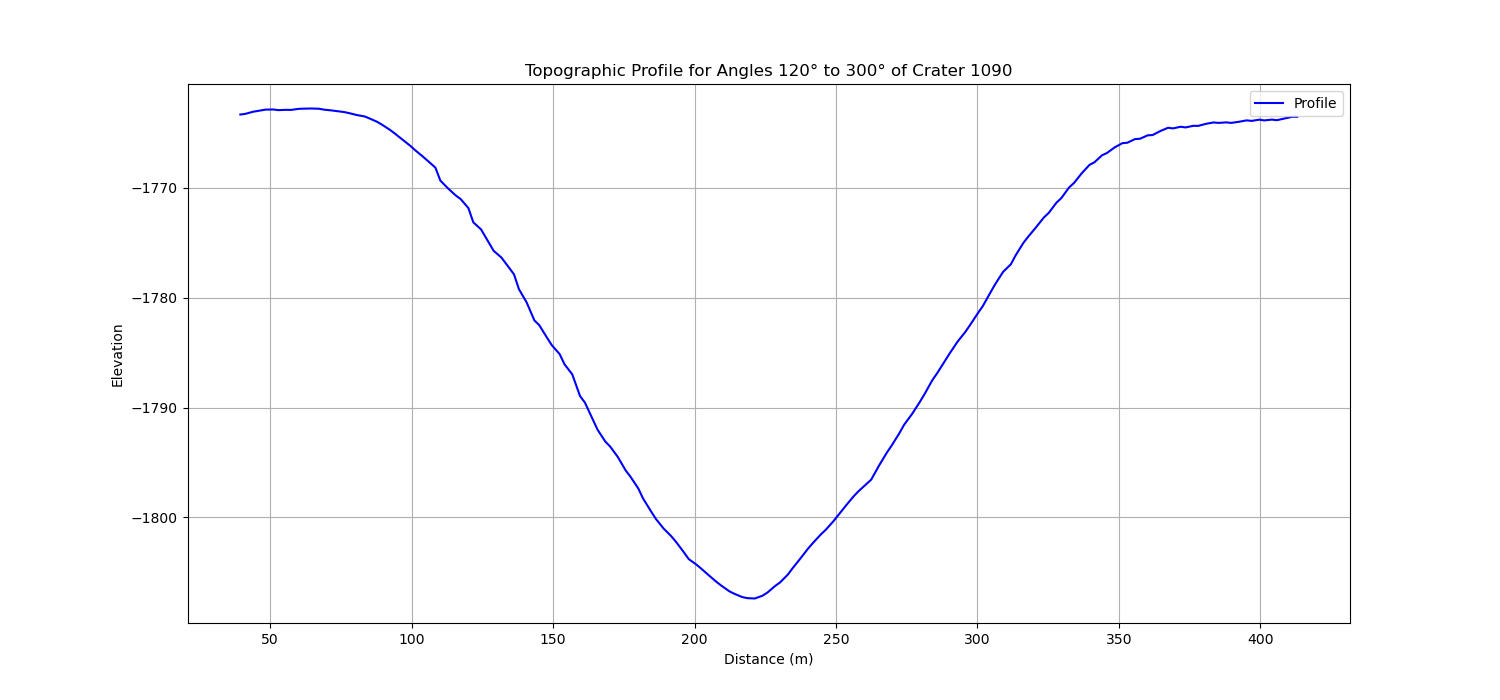 Topographic Profile for Angles 120° to 300° of Crater 1090
Profile
Elevation
−1770
−1780
−1790
−1800
50 100 150 200 250 300 350 400
Distance (m)